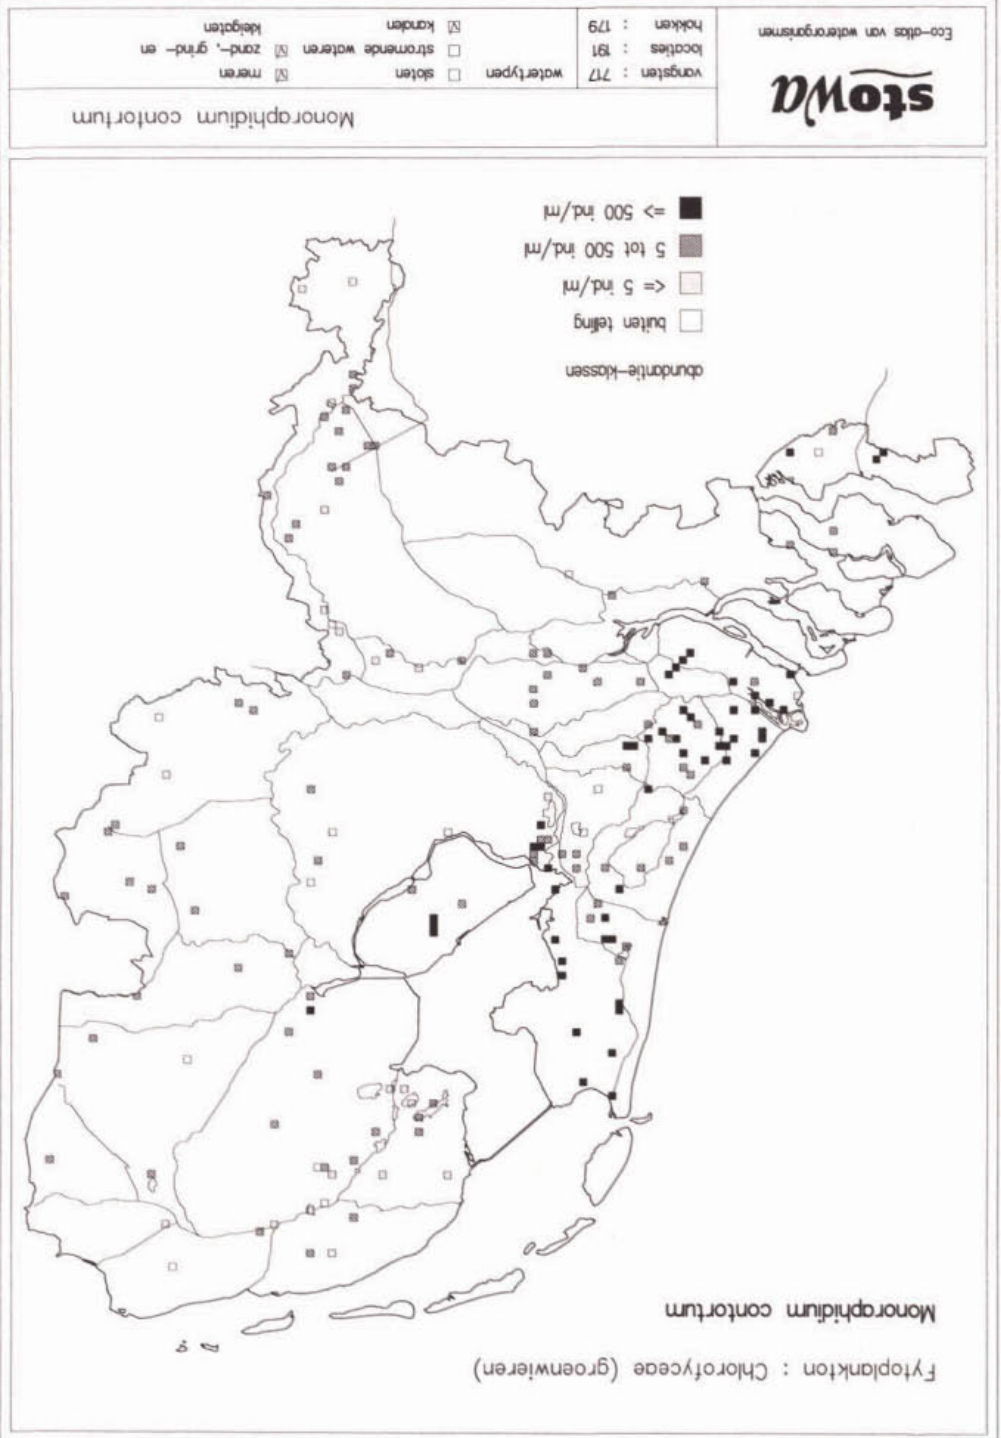 Fytoplankton : Chlorofyceae (groenwieren)
Monoraphidium contortum
abundantie-klassen
buiten telling
<= 5 ind./ml
5 tot 500 ind./ml
=> 500 ind./ml
stowa
Eco-atlas van waterorganismen
Monoraphidium contortum
vangsten : 717
locaties : 191
hokken : 179
watertypen
sloten
stromende wateren
kanalen
meren
zand-, grind- en
kleigaten